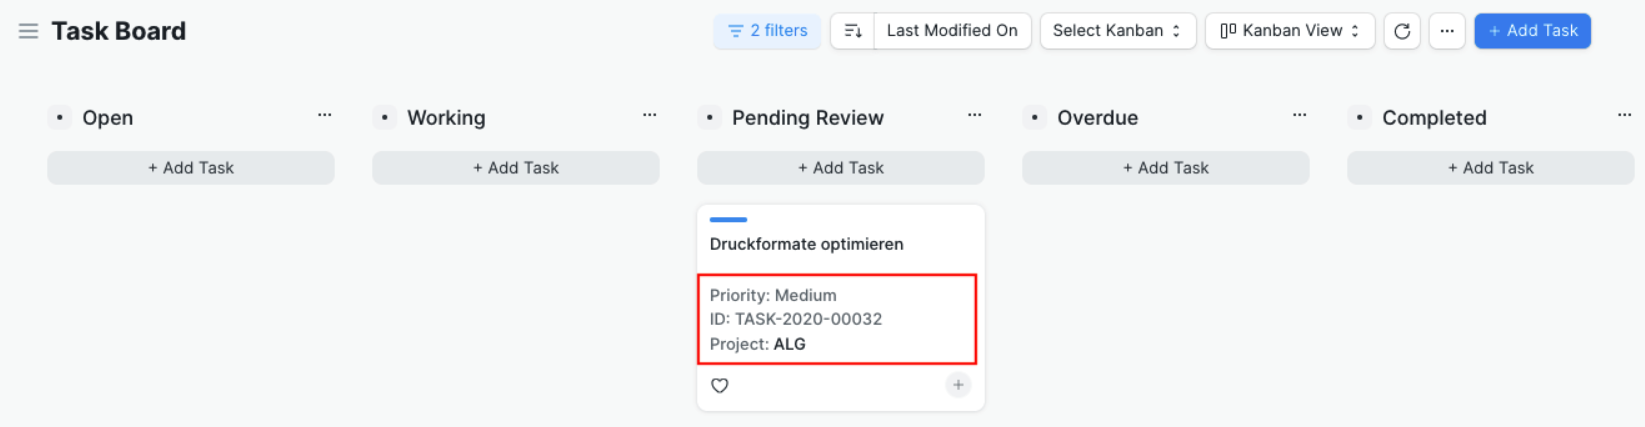 Task Board
2 filters
Last Modified On
Select Kanban
Kanban View
...
+ Add Task
Open ...
Working ...
Pending Review ...
Overdue ...
Completed ...
+ Add Task
+ Add Task
+ Add Task
+ Add Task
+ Add Task
Druckformate optimieren
Priority: Medium
ID: TASK-2020-00032
Project: ALG
+